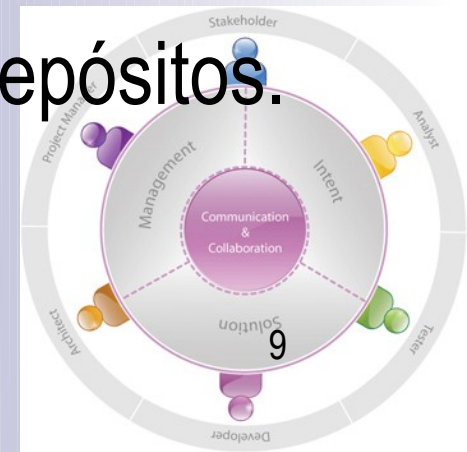 Stakeholder
epósitos.
Project Manager
Analyst
Management
Intent
Communication
&
Collaboration
Solution
9
Architect
Tester
Developer